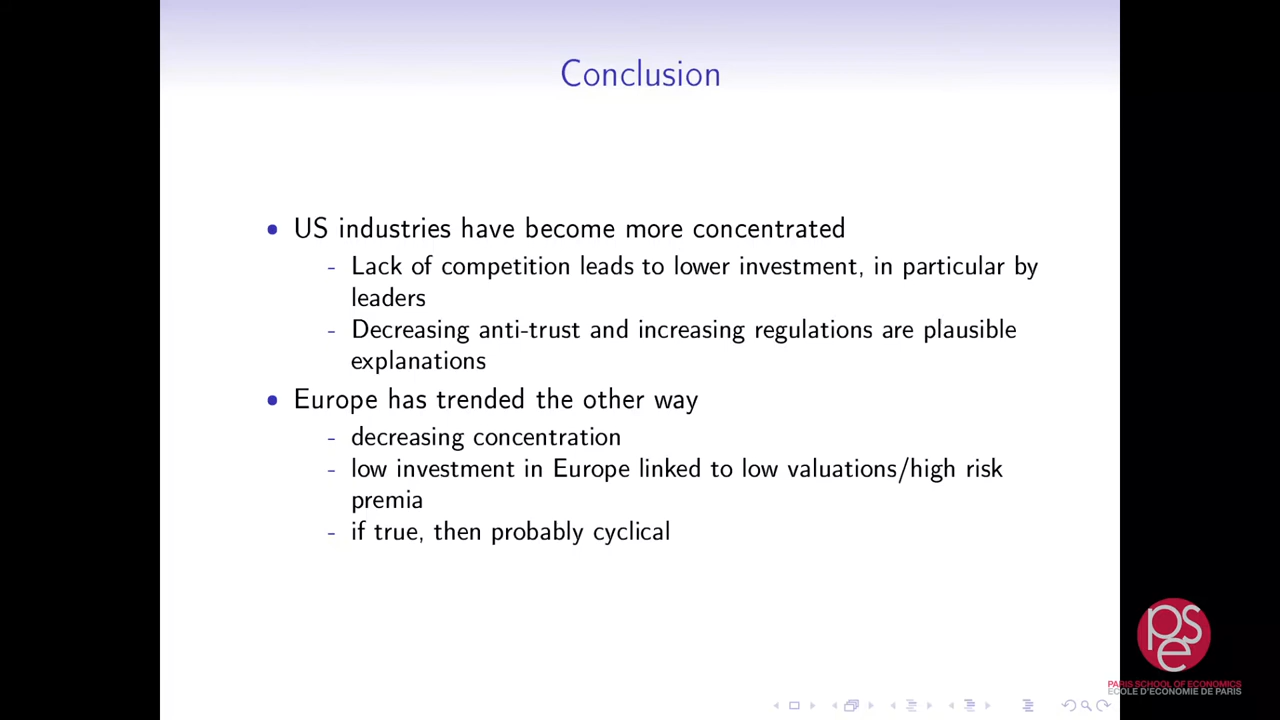 Conclusion
• US industries have become more concentrated
- Lack of competition leads to lower investment, in particular by
leaders
- Decreasing anti-trust and increasing regulations are plausible
explanations
• Europe has trended the other way
- decreasing concentration
- low investment in Europe linked to low valuations/high risk
premia
- if true, then probably cyclical
pse
PARIS SCHOOL OF ECONOMICS
ECOLE D'ECONOMIE DE PARIS